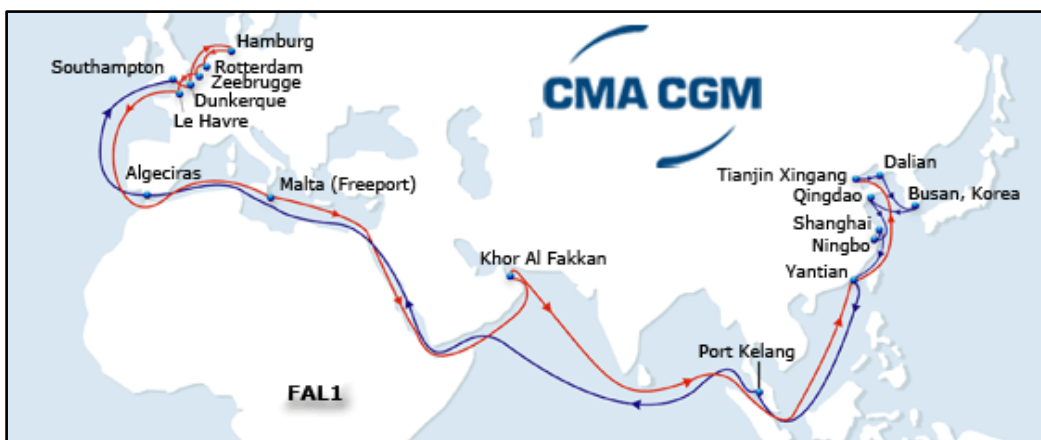 Hamburg
Southampton
Rotterdam
Zeebrugge
Dunkerque
Le Havre
CMA CGM
Algeciras
Malta (Freeport)
Tianjin Xingang
Dalian
Qingdao
Busan, Korea
Shanghai
Ningbo
Khor Al Fakkan
Yantian
Port Kelang
FAL1